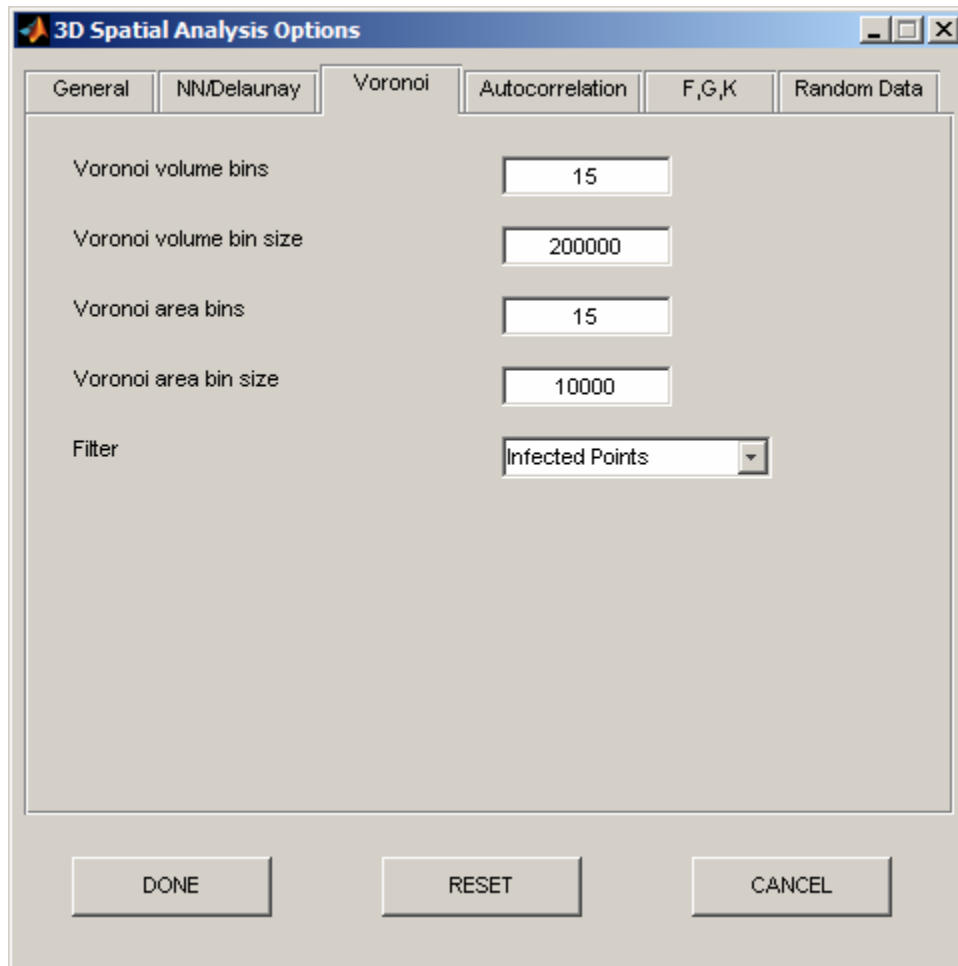 3D Spatial Analysis Options
General NN/Delaunay Voronoi Autocorrelation F,G,K Random Data
Voronoi volume bins 15
Voronoi volume bin size 200000
Voronoi area bins 15
Voronoi area bin size 10000
Filter Infected Points
DONE RESET CANCEL